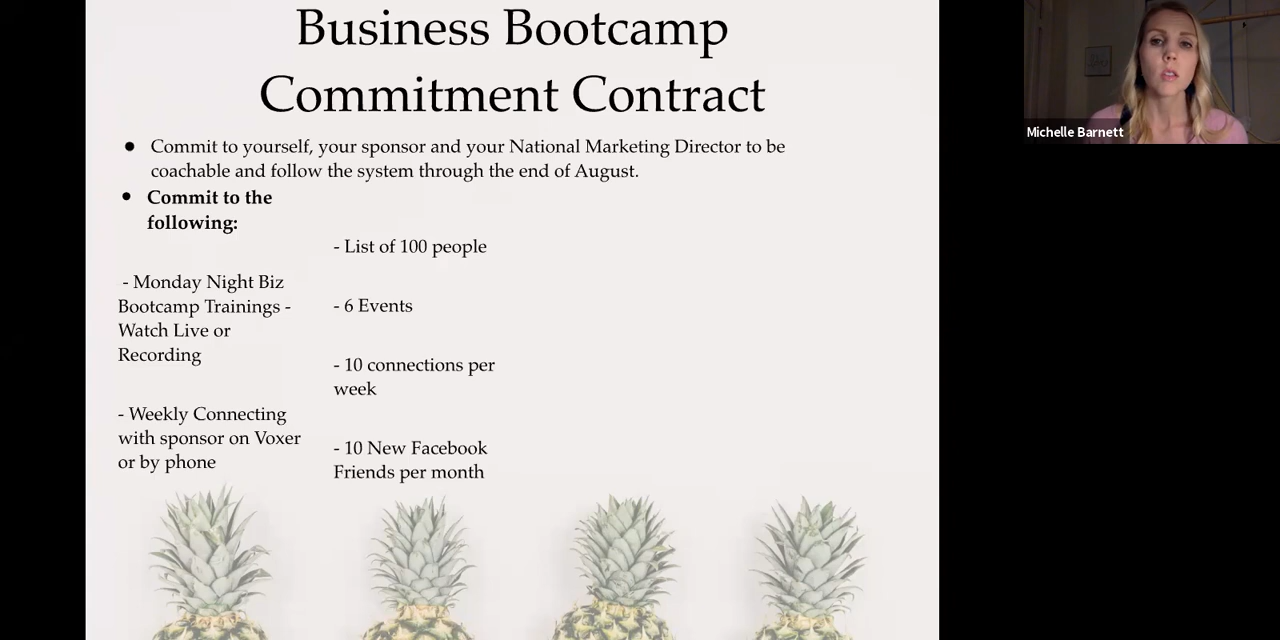 Business Bootcamp
Commitment Contract
● Commit to yourself, your sponsor and your National Marketing Director to be
coachable and follow the system through the end of August.
● Commit to the
following:
- Monday Night Biz
Bootcamp Trainings -
Watch Live or
Recording
- Weekly Connecting
with sponsor on Voxer
or by phone
- List of 100 people
- 6 Events
- 10 connections per
week
- 10 New Facebook
Friends per month
Michelle Barnett